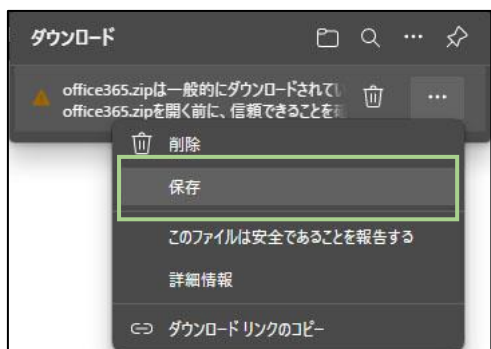 ダウンロード
office365.zipは一般的にダウンロードされてい
office365.zipを開く前に、信頼できることを
削除
保存
このファイルは安全であることを報告する
詳細情報
ダウンロード リンクのコピー